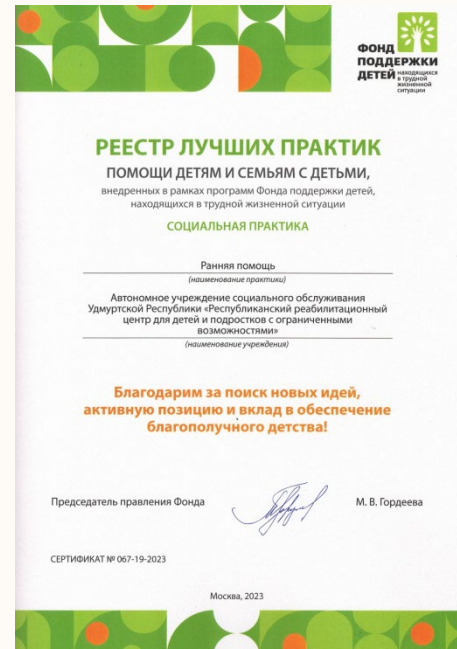 ФОНД
ПОДДЕРЖКИ
ДЕТЕЙ находящихся
в трудной
жизненной
ситуации
РЕЕСТР ЛУЧШИХ ПРАКТИК
ПОМОЩИ ДЕТЯМ И СЕМЬЯМ С ДЕТЬМИ,
внедренных в рамках программ Фонда поддержки детей,
находящихся в трудной жизненной ситуации
СОЦИАЛЬНАЯ ПРАКТИКА
Ранняя помощь
(наименование практики)
Автономное учреждение социального обслуживания
Удмуртской Республики «Республиканский реабилитационный
центр для детей и подростков с ограниченными
возможностями»
(наименование учреждения)
Благодарим за поиск новых идей,
активную позицию и вклад в обеспечение
благополучного детства!
Председатель правления Фонда М. В. Гордеева
СЕРТИФИКАТ № 067-19-2023
Москва, 2023